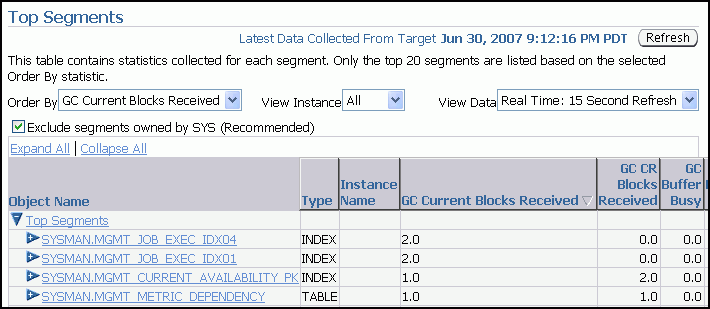 Top Segments
Latest Data Collected From Target Jun 30, 2007 9:12:16 PM PDT Refresh
This table contains statistics collected for each segment. Only the top 20 segments are listed based on the selected
Order By statistic.
Order By GC Current Blocks Received View Instance All View Data Real Time: 15 Second Refresh
Exclude segments owned by SYS (Recommended)
Expand All | Collapse All
Object Name Type Instance Name GC Current Blocks Received GC CR Blocks Received GC Buffer Busy
Top Segments
SYSMAN.MGMT_JOB_EXEC_IDX04 INDEX 2.0 0.0 0.0
SYSMAN.MGMT_JOB_EXEC_IDX01 INDEX 2.0 0.0 0.0
SYSMAN.MGMT_CURRENT_AVAILABILITY_PK INDEX 1.0 2.0 0.0
SYSMAN.MGMT_METRIC_DEPENDENCY TABLE 1.0 1.0 0.0